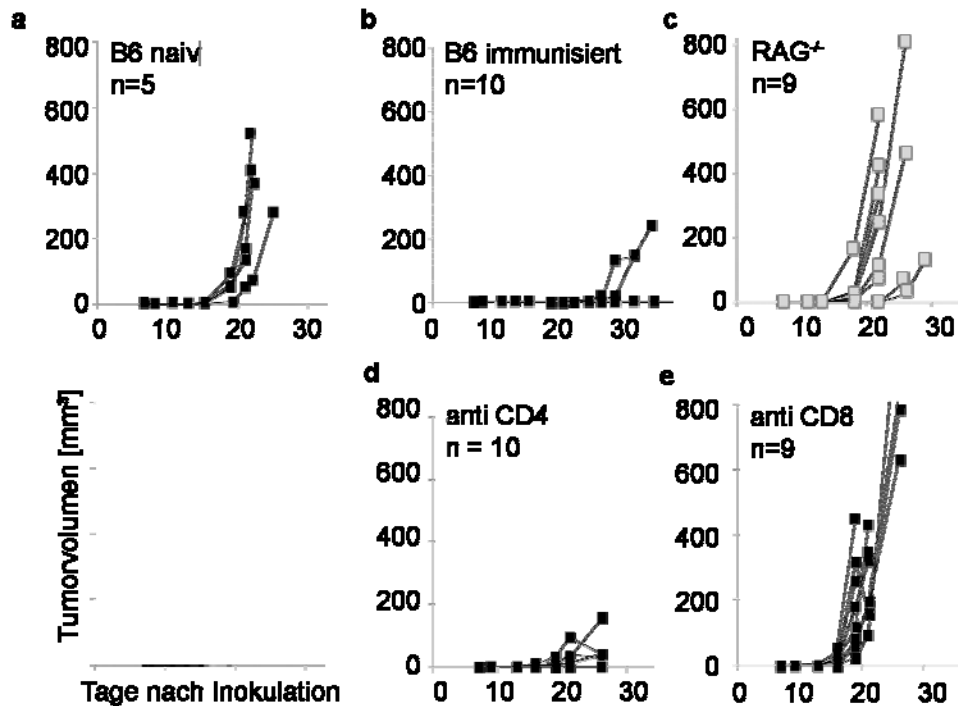 a
B6 naiv
n=5
800
600
400
200
0
0 10 20 30
b
B6 immunisiert
n=10
800
600
400
200
0
0 10 20 30
c
RAG-/-
n=9
800
600
400
200
0
0 10 20 30
Tumorvolumen [mm³]
Tage nach Inokulation
d
anti CD4
n = 10
800
600
400
200
0
0 10 20 30
e
anti CD8
n=9
800
600
400
200
0
0 10 20 30